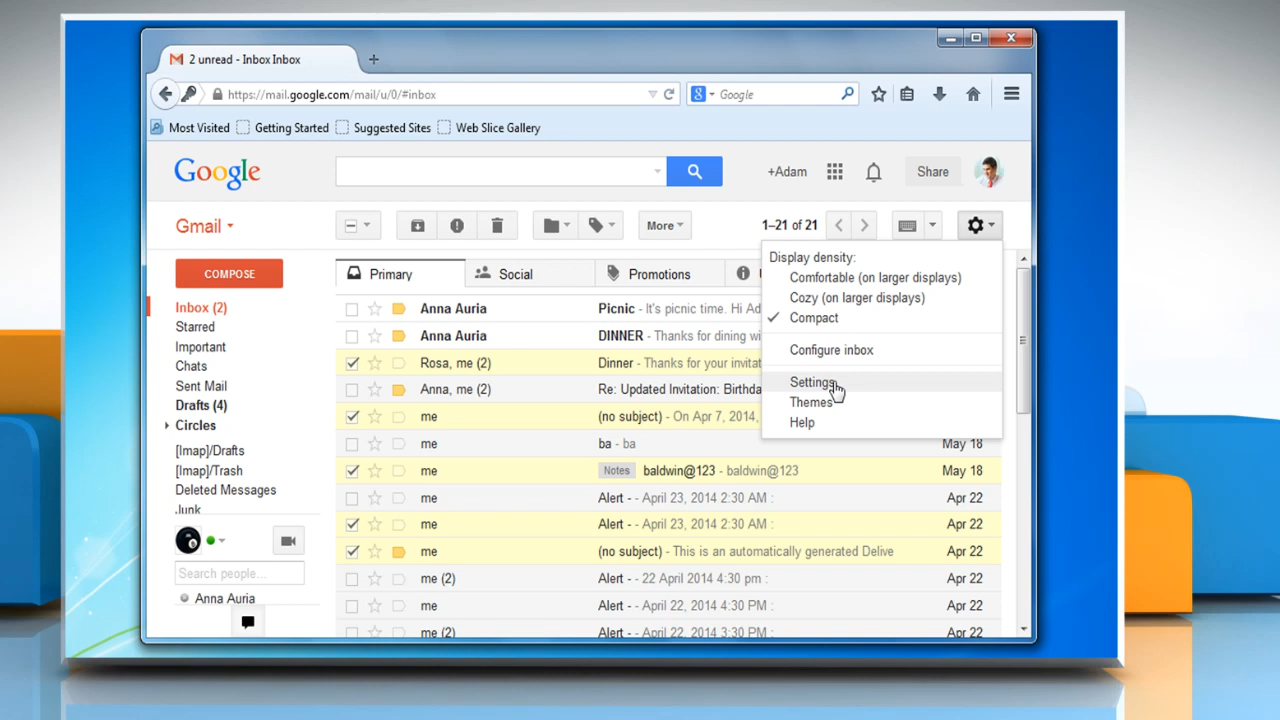 2 unread - Inbox Inbox
https://mail.google.com/mail/u/0/#inbox
Google
Most Visited Getting Started Suggested Sites Web Slice Gallery
Google
+Adam
Share
Gmail
More
1–21 of 21
Display density:
Comfortable (on larger displays)
Cozy (on larger displays)
Compact
Configure inbox
Settings
Themes
Help
COMPOSE
Inbox (2)
Starred
Important
Chats
Sent Mail
Drafts (4)
Circles
[Imap]/Drafts
[Imap]/Trash
Deleted Messages
Junk
Search people...
Anna Auria
Primary Social Promotions
Anna Auria Picnic - It's picnic time. Hi Ad
Anna Auria DINNER - Thanks for dining wi
Rosa, me (2) Dinner - Thanks for your invitat
Anna, me (2) Re: Updated Invitation: Birthda
me (no subject) - On Apr 7, 2014,
me ba - ba May 18
me Notes baldwin@123 - baldwin@123 May 18
me Alert - - April 23, 2014 2:30 AM : Apr 22
me Alert - - April 23, 2014 2:30 AM : Apr 22
me (no subject) - This is an automatically generated Delive Apr 22
me (2) Alert - - 22 April 2014 4:30 pm : Apr 22
me Alert - - April 22, 2014 4:30 PM : Apr 22
me (2) Alert - - April 22, 2014 3:30 PM : Apr 22